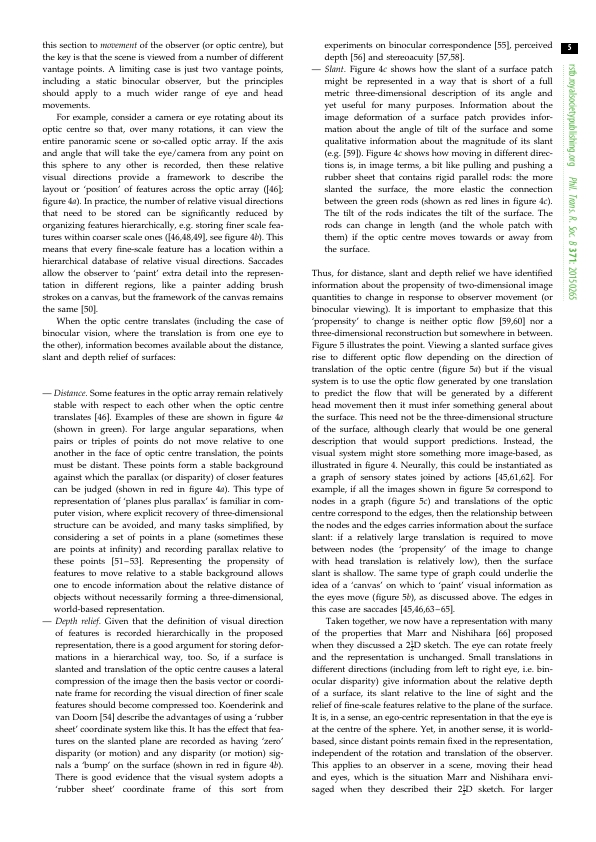 this section to movement of the observer (or optic centre), but
the key is that the scene is viewed from a number of different
vantage points. A limiting case is just two vantage points,
including a static binocular observer, but the principles
should apply to a much wider range of eye and head
movements.
For example, consider a camera or eye rotating about its
optic centre so that, over many rotations, it can view the
entire panoramic scene or so-called optic array. If the axis
and angle that will take the eye/camera from any point on
this sphere to any other is recorded, then these relative
visual directions provide a framework to describe the
layout or ‘position’ of features across the optic array ([46];
figure 4a). In practice, the number of relative visual directions
that need to be stored can be significantly reduced by
organizing features hierarchically, e.g. storing finer scale fea-
tures within coarser scale ones ([46,48,49], see figure 4b). This
means that every fine-scale feature has a location within a
hierarchical database of relative visual directions. Saccades
allow the observer to ‘paint’ extra detail into the represen-
tation in different regions, like a painter adding brush
strokes on a canvas, but the framework of the canvas remains
the same [50].
When the optic centre translates (including the case of
binocular vision, where the translation is from one eye to
the other), information becomes available about the distance,
slant and depth relief of surfaces:
— Distance. Some features in the optic array remain relatively
stable with respect to each other when the optic centre
translates [46]. Examples of these are shown in figure 4a
(shown in green). For large angular separations, when
pairs or triples of points do not move relative to one
another in the face of optic centre translation, the points
must be distant. These points form a stable background
against which the parallax (or disparity) of closer features
can be judged (shown in red in figure 4a). This type of
representation of ‘planes plus parallax’ is familiar in com-
puter vision, where explicit recovery of three-dimensional
structure can be avoided, and many tasks simplified, by
considering a set of points in a plane (sometimes these
are points at infinity) and recording parallax relative to
these points [51–53]. Representing the propensity of
features to move relative to a stable background allows
one to encode information about the relative distance of
objects without necessarily forming a three-dimensional,
world-based representation.
— Depth relief. Given that the definition of visual direction
of features is recorded hierarchically in the proposed
representation, there is a good argument for storing defor-
mations in a hierarchical way, too. So, if a surface is
slanted and translation of the optic centre causes a lateral
compression of the image then the basis vector or coordi-
nate frame for recording the visual direction of finer scale
features should become compressed too. Koenderink and
van Doorn [54] describe the advantages of using a ‘rubber
sheet’ coordinate system like this. It has the effect that fea-
tures on the slanted plane are recorded as having ‘zero’
disparity (or motion) and any disparity (or motion) sig-
nals a ‘bump’ on the surface (shown in red in figure 4b).
There is good evidence that the visual system adopts a
‘rubber sheet’ coordinate frame of this sort from
experiments on binocular correspondence [55], perceived
depth [56] and stereoacuity [57,58].
— Slant. Figure 4c shows how the slant of a surface patch
might be represented in a way that is short of a full
metric three-dimensional description of its angle and
yet useful for many purposes. Information about the
image deformation of a surface patch provides infor-
mation about the angle of tilt of the surface and some
qualitative information about the magnitude of its slant
(e.g. [59]). Figure 4c shows how moving in different direc-
tions is, in image terms, a bit like pulling and pushing a
rubber sheet that contains rigid parallel rods: the more
slanted the surface, the more elastic the connection
between the green rods (shown as red lines in figure 4c).
The tilt of the rods indicates the tilt of the surface. The
rods can change in length (and the whole patch with
them) if the optic centre moves towards or away from
the surface.
Thus, for distance, slant and depth relief we have identified
information about the propensity of two-dimensional image
quantities to change in response to observer movement (or
binocular viewing). It is important to emphasize that this
‘propensity’ to change is neither optic flow [59,60] nor a
three-dimensional reconstruction but somewhere in between.
Figure 5 illustrates the point. Viewing a slanted surface gives
rise to different optic flow depending on the direction of
translation of the optic centre (figure 5a) but if the visual
system is to use the optic flow generated by one translation
to predict the flow that will be generated by a different
head movement then it must infer something general about
the surface. This need not be the three-dimensional structure
of the surface, although clearly that would be one general
description that would support predictions. Instead, the
visual system might store something more image-based, as
illustrated in figure 4. Neurally, this could be instantiated as
a graph of sensory states joined by actions [45,61,62]. For
example, if all the images shown in figure 5a correspond to
nodes in a graph (figure 5c) and translations of the optic
centre correspond to the edges, then the relationship between
the nodes and the edges carries information about the surface
slant: if a relatively large translation is required to move
between nodes (the ‘propensity’ of the image to change
with head translation is relatively low), then the surface
slant is shallow. The same type of graph could underlie the
idea of a ‘canvas’ on which to ‘paint’ visual information as
the eyes move (figure 5b), as discussed above. The edges in
this case are saccades [45,46,63–65].
Taken together, we now have a representation with many
of the properties that Marr and Nishihara [66] proposed
when they discussed a 2½D sketch. The eye can rotate freely
and the representation is unchanged. Small translations in
different directions (including from left to right eye, i.e. bin-
ocular disparity) give information about the relative depth
of a surface, its slant relative to the line of sight and the
relief of fine-scale features relative to the plane of the surface.
It is, in a sense, an ego-centric representation in that the eye is
at the centre of the sphere. Yet, in another sense, it is world-
based, since distant points remain fixed in the representation,
independent of the rotation and translation of the observer.
This applies to an observer in a scene, moving their head
and eyes, which is the situation Marr and Nishihara envi-
saged when they described their 2½D sketch. For larger
5
rstb.royalsocietypublishing.org Phil. Trans. R. Soc. B 371: 20150265